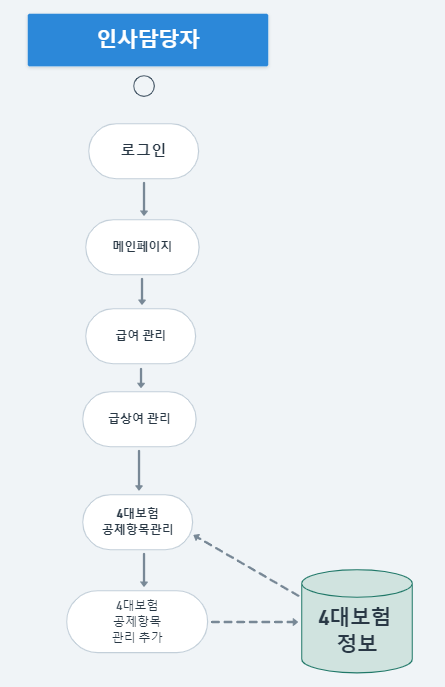 인사담당자
로그인
메인페이지
급여 관리
급상여 관리
4대보험
공제항목관리
4대보험
공제항목
관리 추가
4대보험
정보